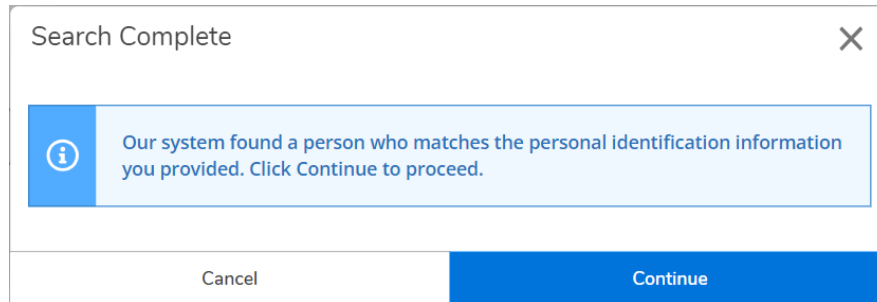 Search Complete
Our system found a person who matches the personal identification information
you provided. Click Continue to proceed.
Cancel
Continue